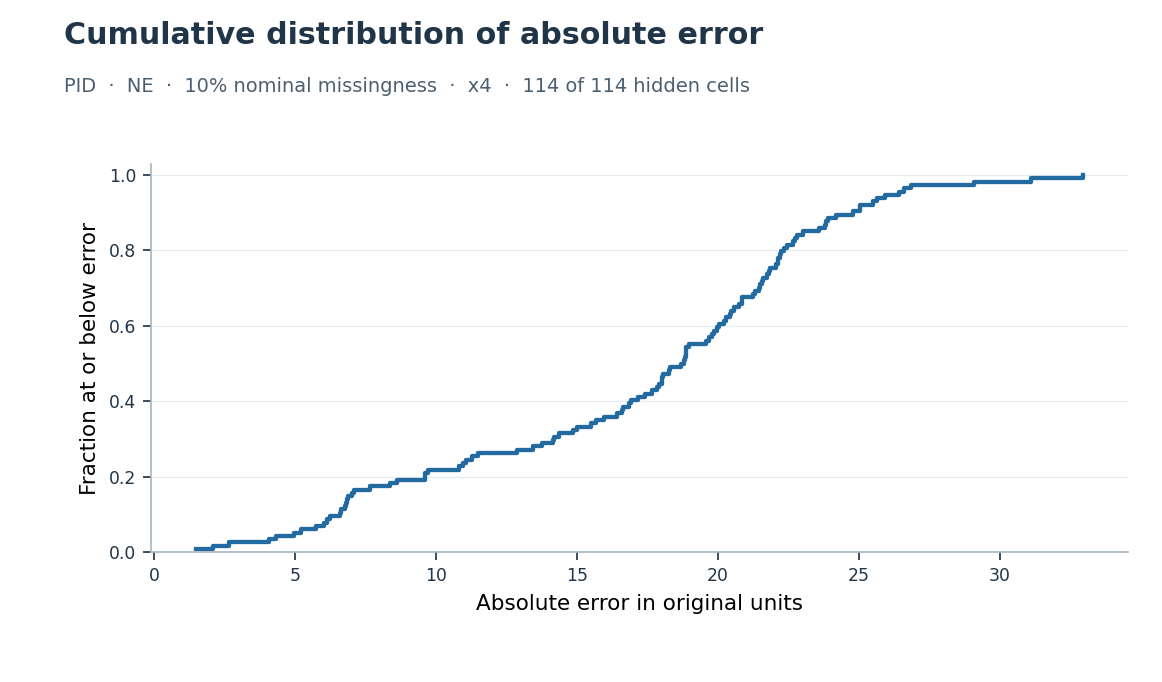 Cumulative distribution of absolute error
PID · NE · 10% nominal missingness · x4 · 114 of 114 hidden cells
Fraction at or below error
1.0
0.8
0.6
0.4
0.2
0.0
0 5 10 15 20 25 30
Absolute error in original units